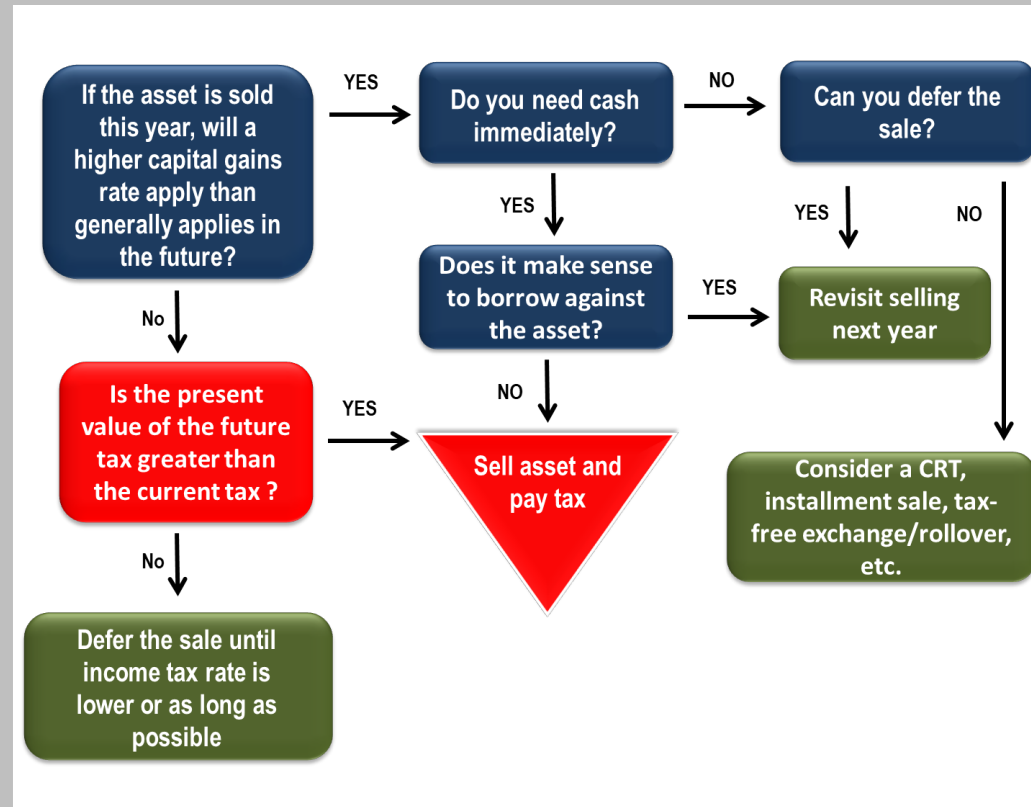 If the asset is sold
this year, will a
higher capital gains
rate apply than
generally applies in
the future?
YES
Do you need cash
immediately?
NO
Can you defer the
sale?
YES
YES
NO
No
Does it make sense
to borrow against
the asset?
YES
Revisit selling
next year
Is the present
value of the future
tax greater than
the current tax ?
YES
NO
Sell asset and
pay tax
Consider a CRT,
installment sale, tax-
free exchange/rollover,
etc.
No
Defer the sale until
income tax rate is
lower or as long as
possible